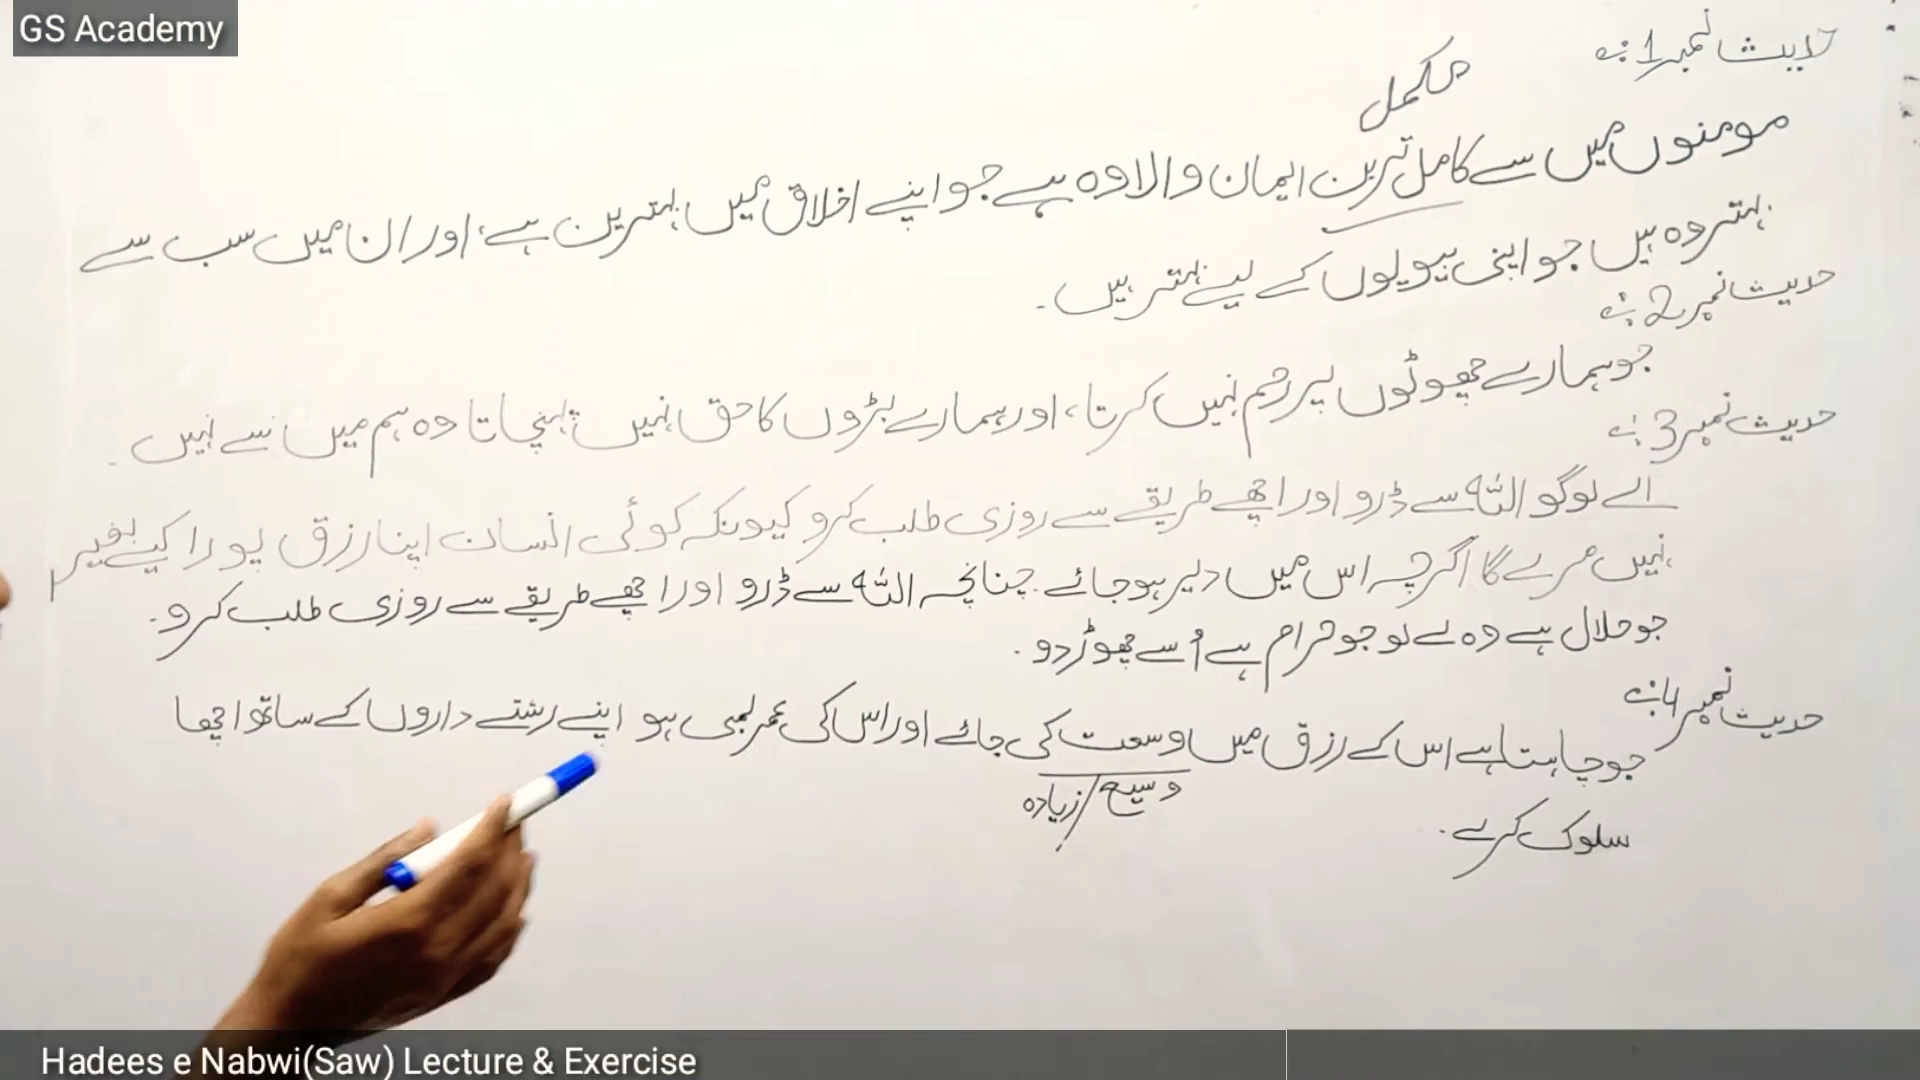 GS Academy
حدیث نمبر 1:
مکمل
مومنوں میں سے کامل ترین ایمان والا وہ ہے جو اپنے اخلاق میں بہترین ہے، اور ان میں سب سے
بہتر وہ ہیں جو اپنی بیویوں کے لیے بہتر ہیں۔
حدیث نمبر 2:
جو ہمارے چھوٹوں پر رحم نہیں کرتا، اور ہمارے بڑوں کا حق نہیں پہنچاتا وہ ہم میں سے نہیں۔
حدیث نمبر 3:
اے لوگو اللہ سے ڈرو اور اچھے طریقے سے روزی طلب کرو کیونکہ کوئی انسان اپنا رزق پورا کیے بغیر
نہیں مرے گا اگرچہ اس میں دلیر ہو جائے۔ چنانچہ اللہ سے ڈرو اور اچھے طریقے سے روزی طلب کرو۔
جو حلال ہے وہ لے لو جو حرام ہے اُسے چھوڑ دو۔
حدیث نمبر 4:
جو چاہتا ہے اس کے رزق میں وسعت کی جائے اور اس کی عمر لمبی ہو اپنے رشتے داروں کے ساتھ اچھا
وسیع/زیادہ
سلوک کرے۔
Hadees e Nabwi(Saw) Lecture & Exercise